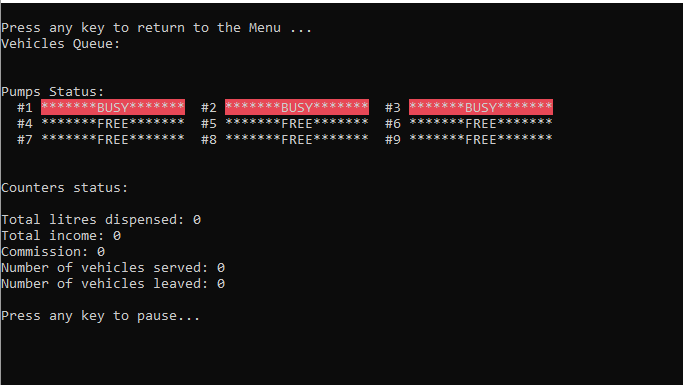 Press any key to return to the Menu ...
Vehicles Queue:
Pumps Status:
#1 *******BUSY******* #2 *******BUSY******* #3 *******BUSY*******
#4 *******FREE******* #5 *******FREE******* #6 *******FREE*******
#7 *******FREE******* #8 *******FREE******* #9 *******FREE*******
Counters status:
Total litres dispensed: 0
Total income: 0
Commission: 0
Number of vehicles served: 0
Number of vehicles leaved: 0
Press any key to pause...